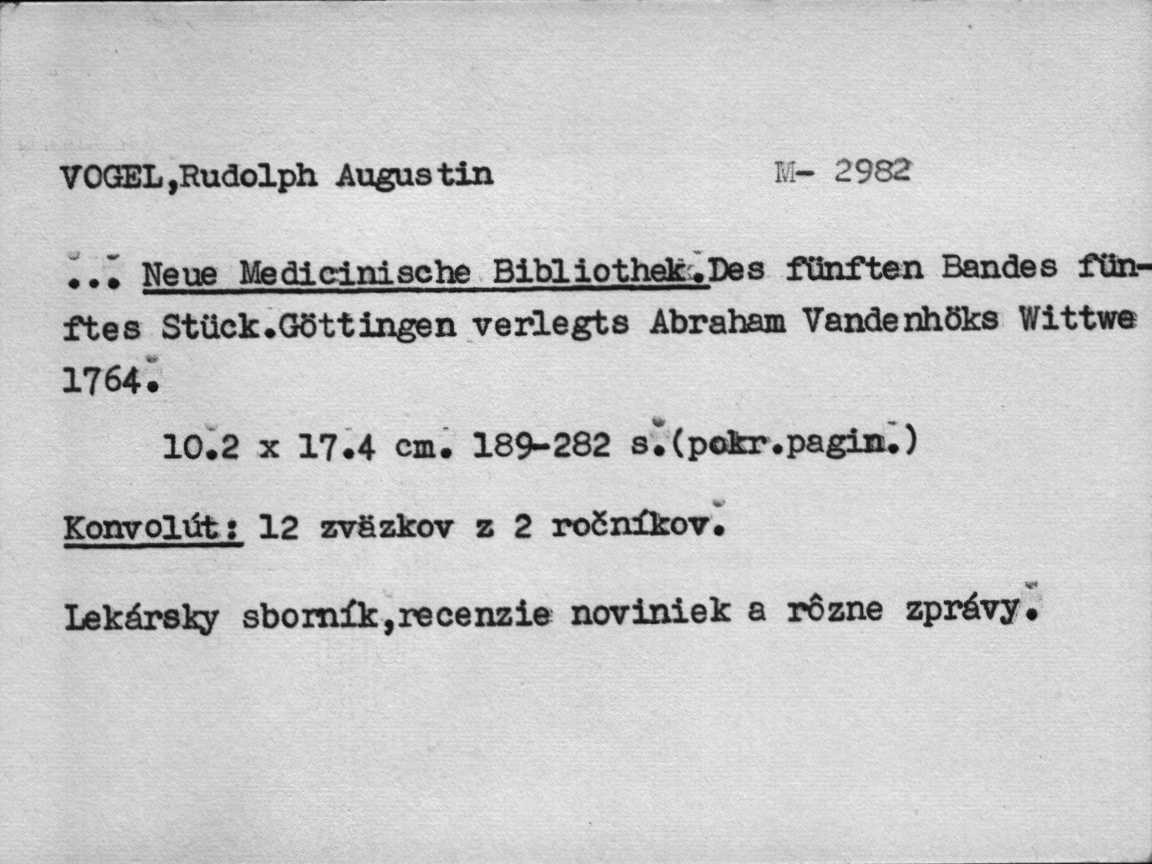 VOGEL,Rudolph Augustin M- 2982
... Neue Medicinische Bibliothek.Des fünften Bandes fün-
ftes Stück.Göttingen verlegts Abraham Vandenhöks Wittwe
1764.
10.2 x 17.4 cm. 189-282 s.(pokr.pagin.)
Konvolút: 12 zväzkov z 2 ročníkov.
Lekársky sborník,recenzie noviniek a rôzne zprávy.